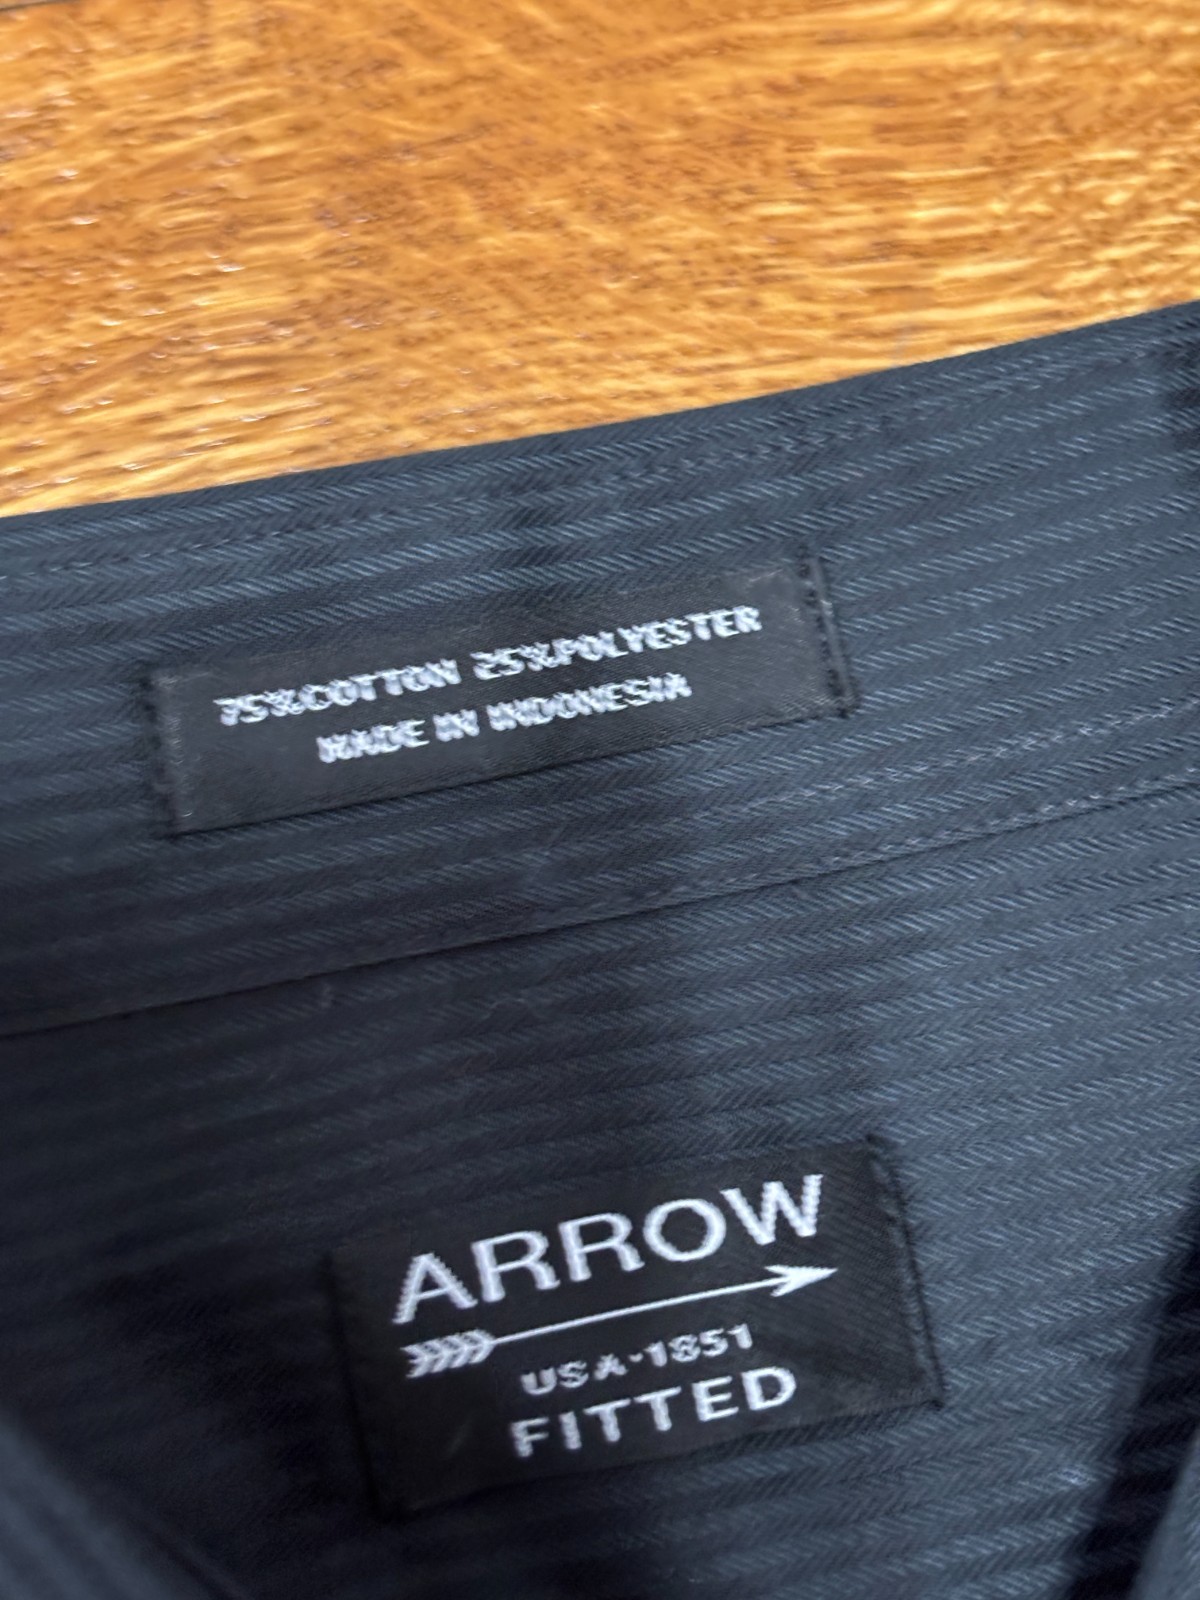 75%COTTON 25%POLYESTER
MADE IN INDONESIA
ARROW
USA·1851
FITTED